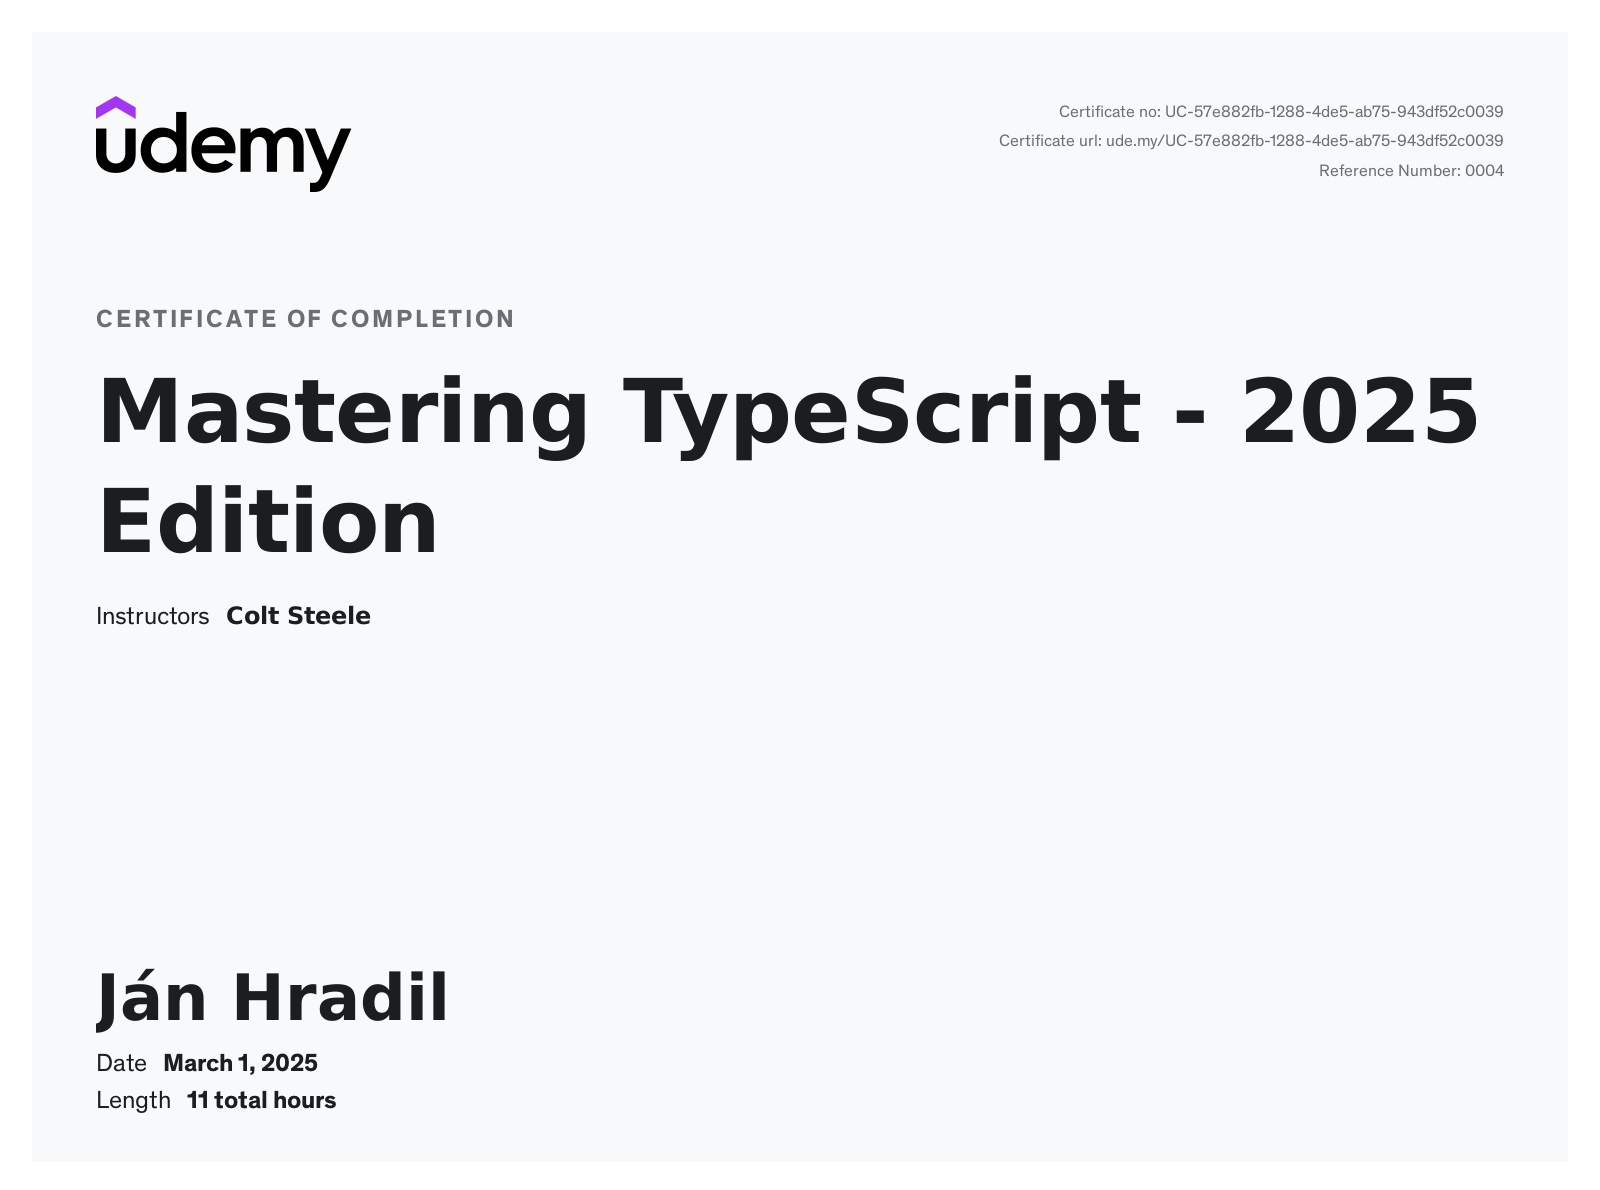 udemy
Certificate no: UC-57e882fb-1288-4de5-ab75-943df52c0039
Certificate url: ude.my/UC-57e882fb-1288-4de5-ab75-943df52c0039
Reference Number: 0004
CERTIFICATE OF COMPLETION
Mastering TypeScript - 2025
Edition
Instructors Colt Steele
Ján Hradil
Date March 1, 2025
Length 11 total hours